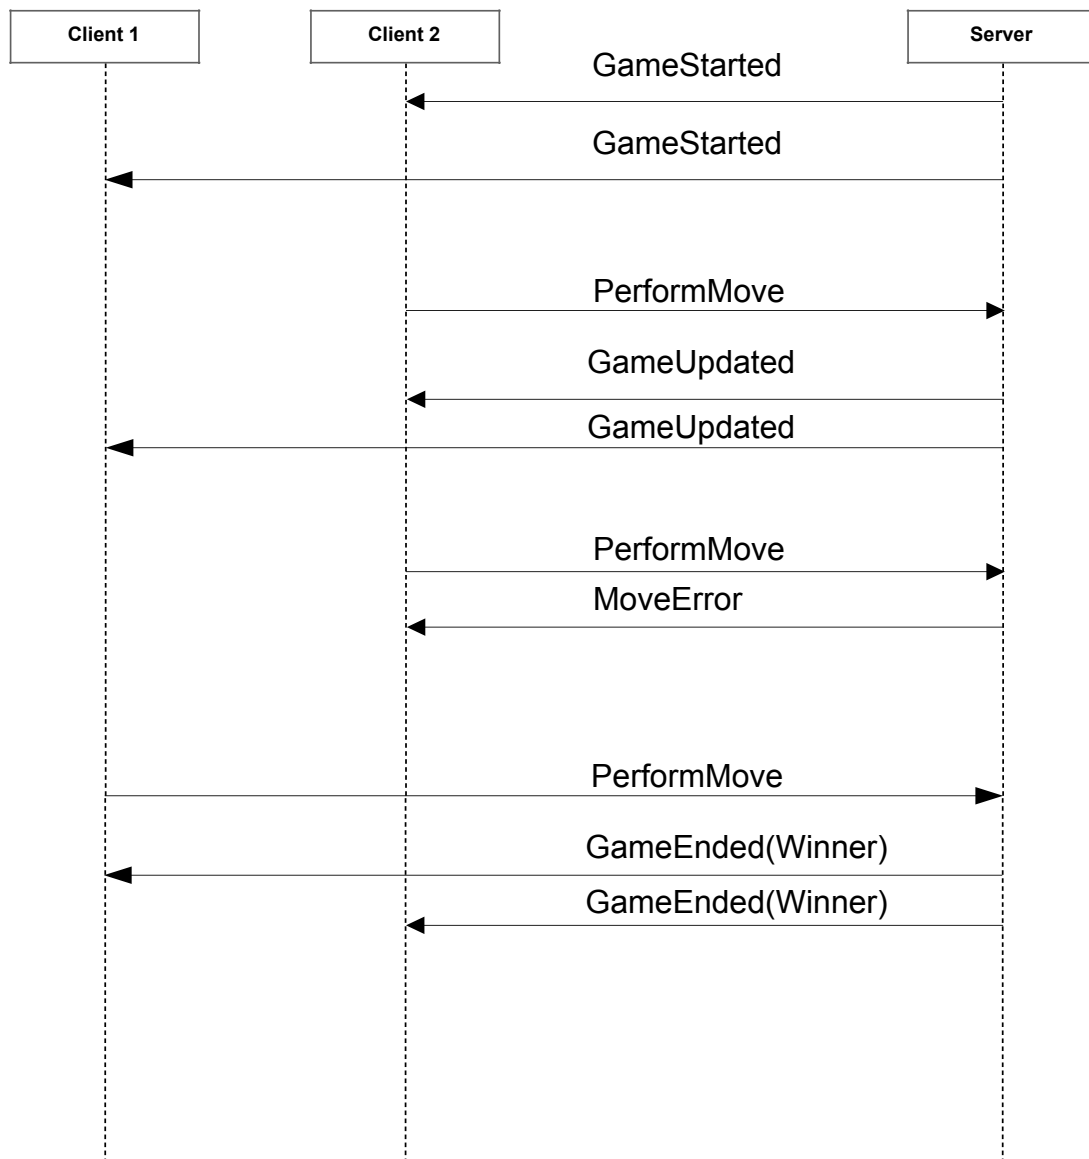 Client 1
Client 2
Server
GameStarted
GameStarted
PerformMove
GameUpdated
GameUpdated
PerformMove
MoveError
PerformMove
GameEnded(Winner)
GameEnded(Winner)